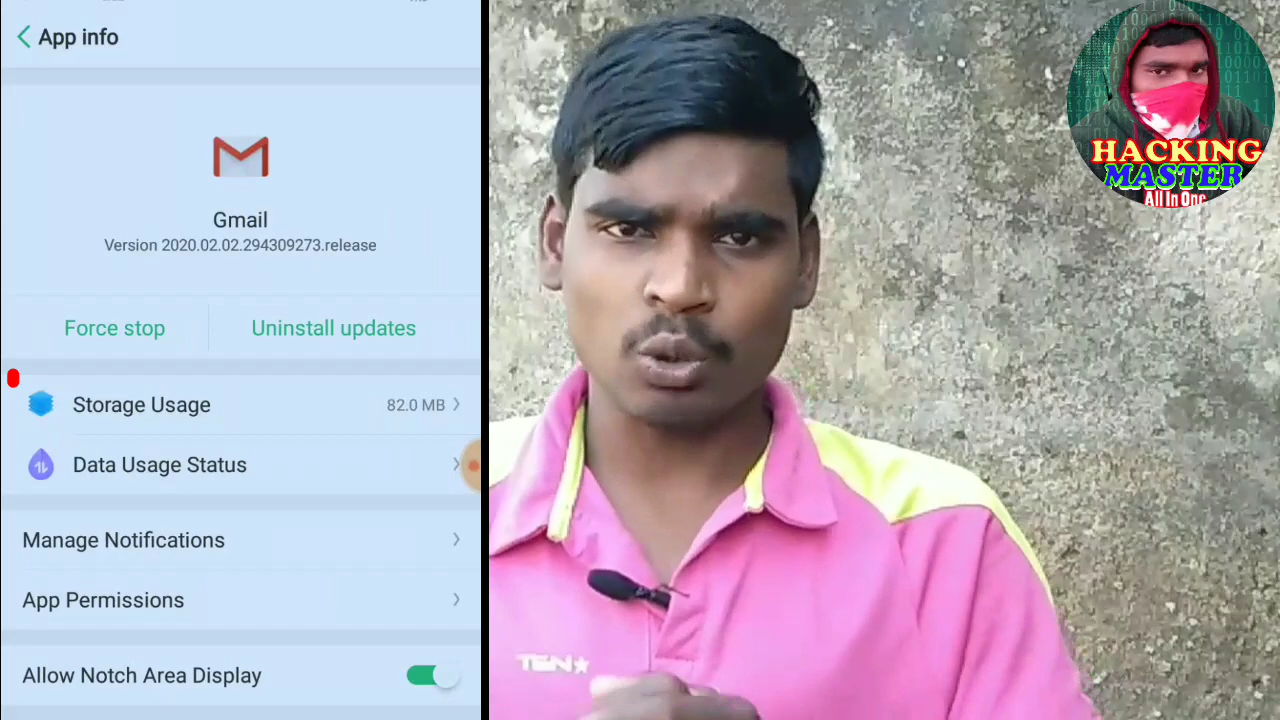 App info
Gmail
Version 2020.02.02.294309273.release
Force stop
Uninstall updates
Storage Usage
82.0 MB
Data Usage Status
Manage Notifications
App Permissions
Allow Notch Area Display
HACKING
MASTER
All In One
TEN